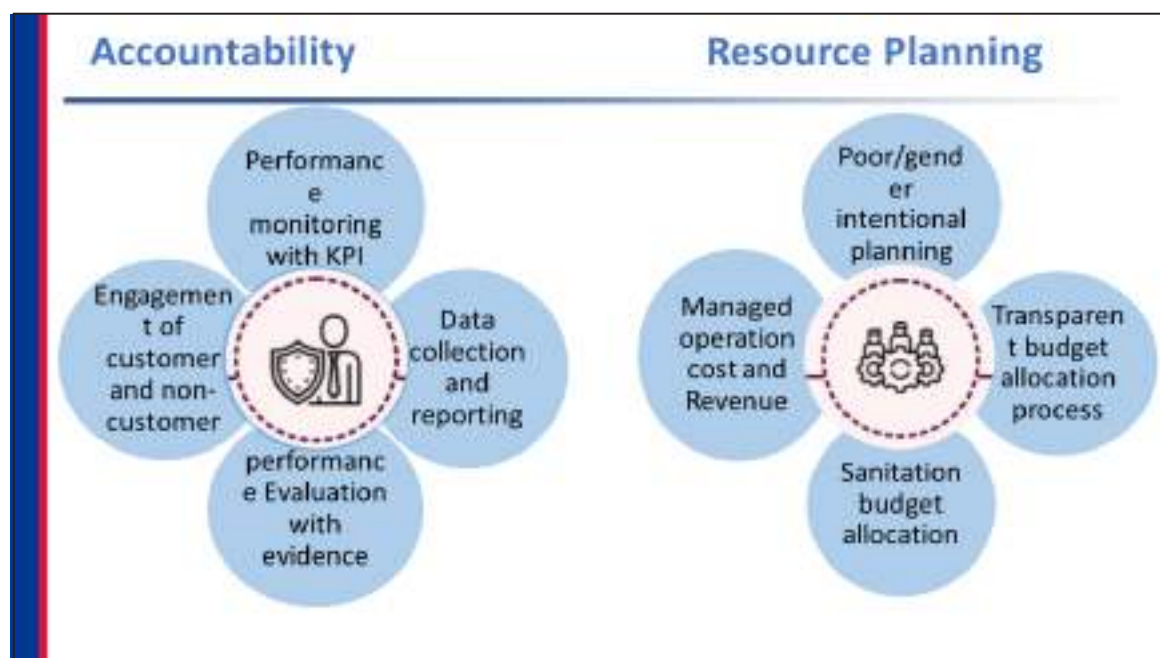 Accountability
Resource Planning
Performanc
e
monitoring
with KPI
Engagemen
t of
customer
and non-
customer
Data
collection
and
reporting
performanc
e Evaluation
with
evidence
Poor/gend
er
intentional
planning
Managed
operation
cost and
Revenue
Transparen
t budget
allocation
process
Sanitation
budget
allocation